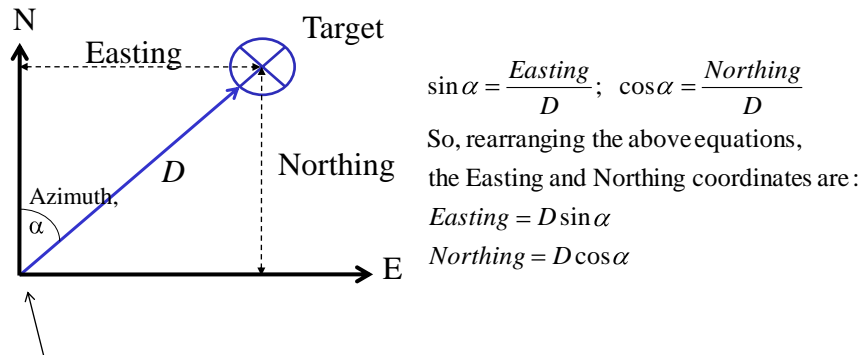 N
Target
Easting
D
Northing
Azimuth,
α
E
sin α = Easting / D ; cos α = Northing / D
So, rearranging the above equations,
the Easting and Northing coordinates are :
Easting = D sin α
Northing = D cos α